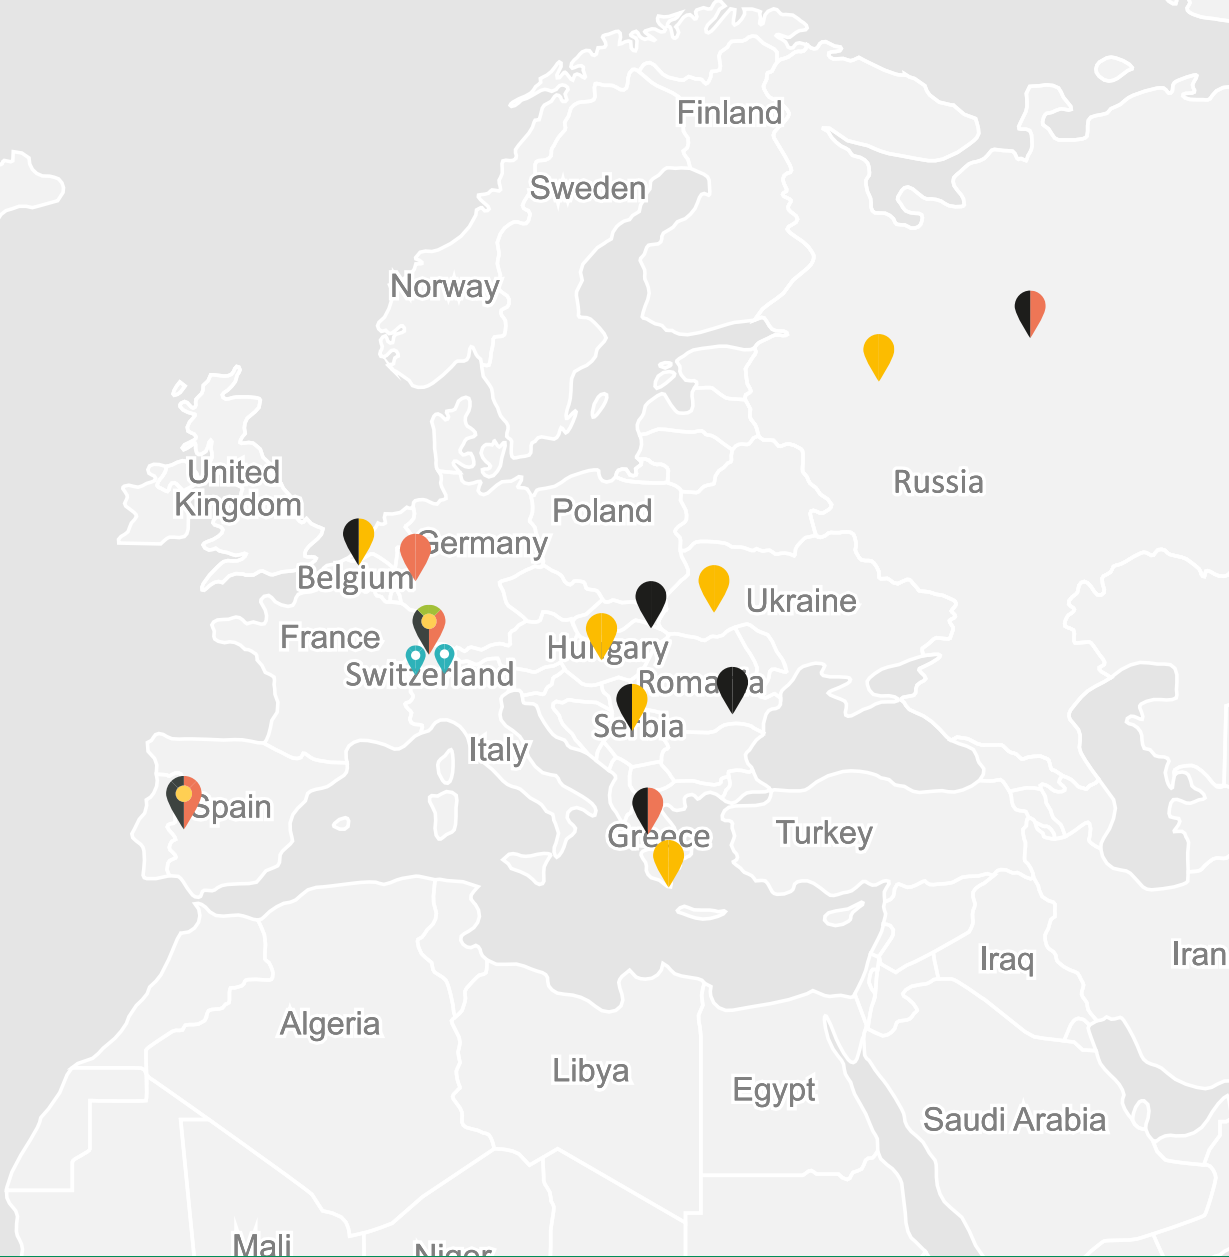 Finland
Sweden
Norway
United
Kingdom
Russia
Poland
Germany
Belgium
Ukraine
France
Hungary
Switzerland
Romania
Serbia
Italy
Spain
Greece
Turkey
Iraq
Iran
Algeria
Libya
Egypt
Saudi Arabia
Mali
Niger